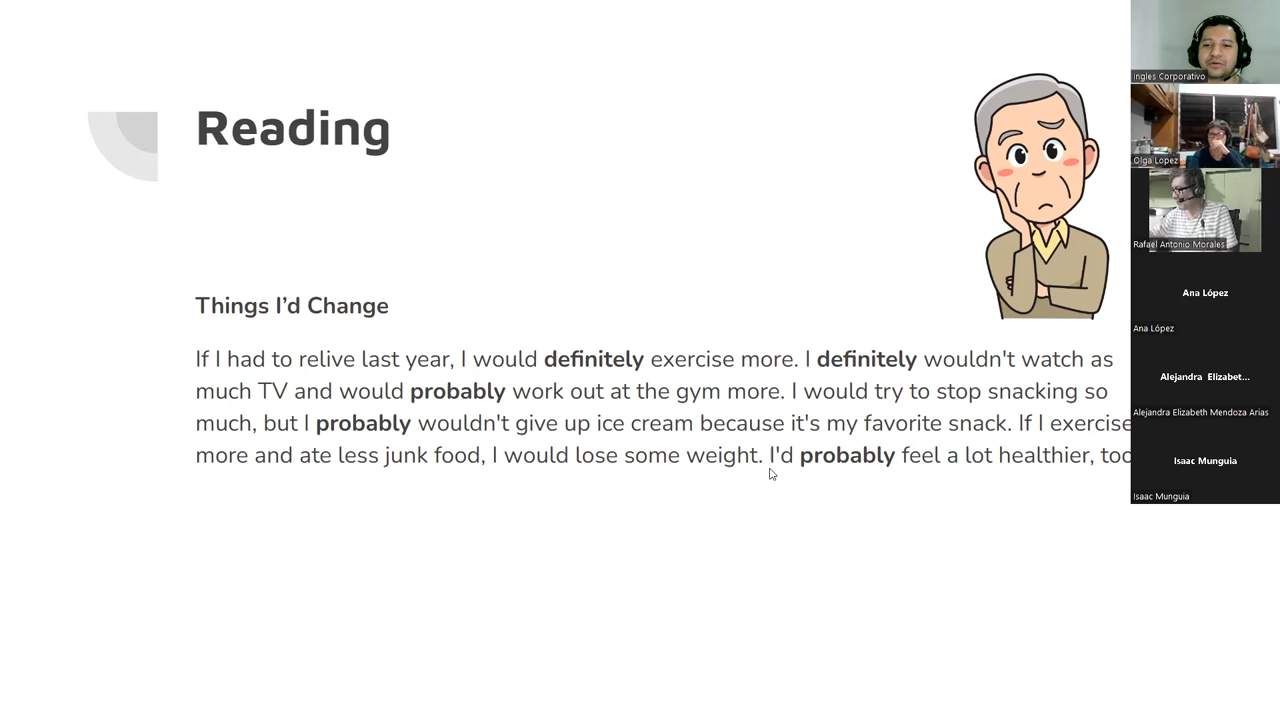 Reading
Things I’d Change
If I had to relive last year, I would definitely exercise more. I definitely wouldn't watch as
much TV and would probably work out at the gym more. I would try to stop snacking so
much, but I probably wouldn't give up ice cream because it's my favorite snack. If I exercise
more and ate less junk food, I would lose some weight. I'd probably feel a lot healthier, too
Ingles Corporativo
Olga Lopez
Rafael Antonio Morales
Ana López
Ana López
Alejandra Elizabet...
Alejandra Elizabeth Mendoza Arias
Isaac Munguia
Isaac Munguia